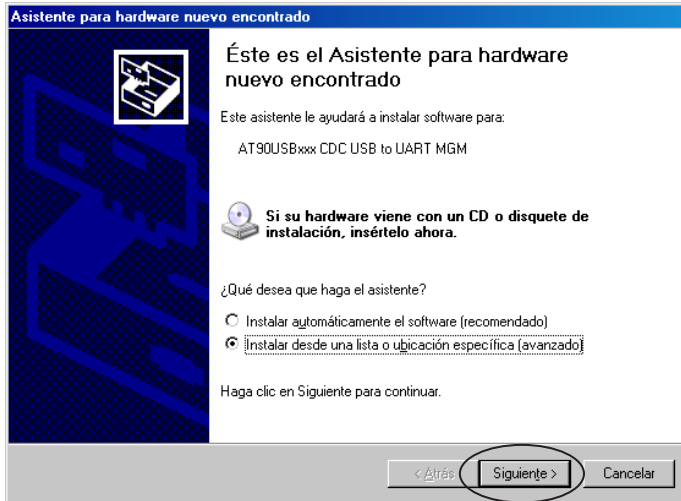 Asistente para hardware nuevo encontrado
Éste es el Asistente para hardware
nuevo encontrado
Este asistente le ayudará a instalar software para:
AT90USBxxx CDC USB to UART MGM
Si su hardware viene con un CD o disquete de
instalación, insértelo ahora.
¿Qué desea que haga el asistente?
Instalar automáticamente el software (recomendado)
Instalar desde una lista o ubicación específica (avanzado)
Haga clic en Siguiente para continuar.
< Atrás Siguiente > Cancelar